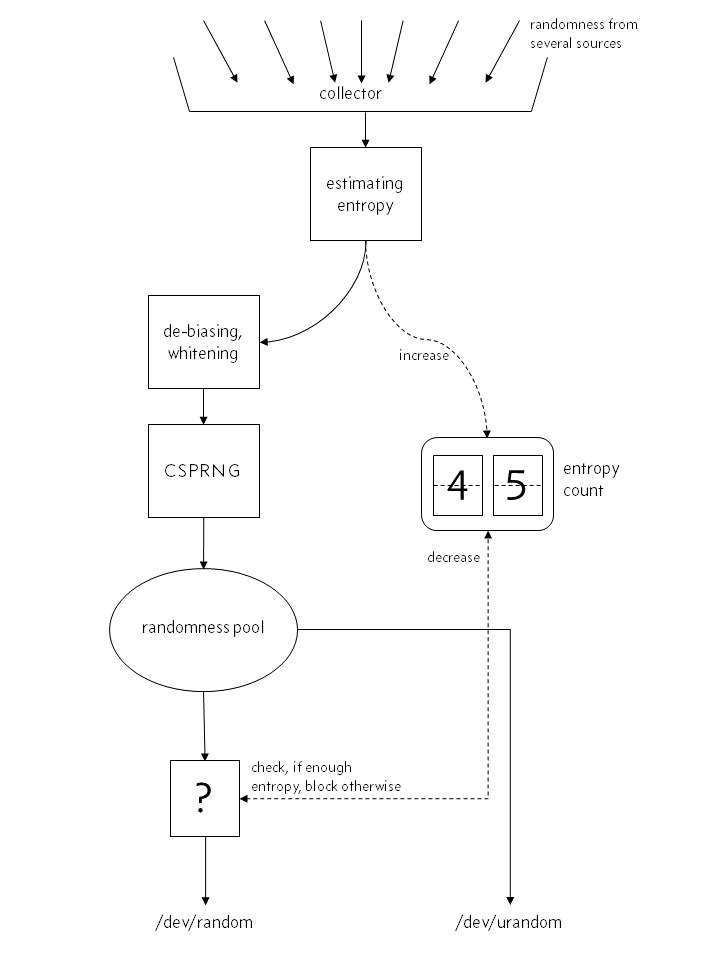 randomness from
several sources
collector
estimating
entropy
de-biasing,
whitening
increase
CSPRNG
4 5
entropy
count
decrease
randomness pool
check, if enough
entropy, block otherwise
?
/dev/random
/dev/urandom